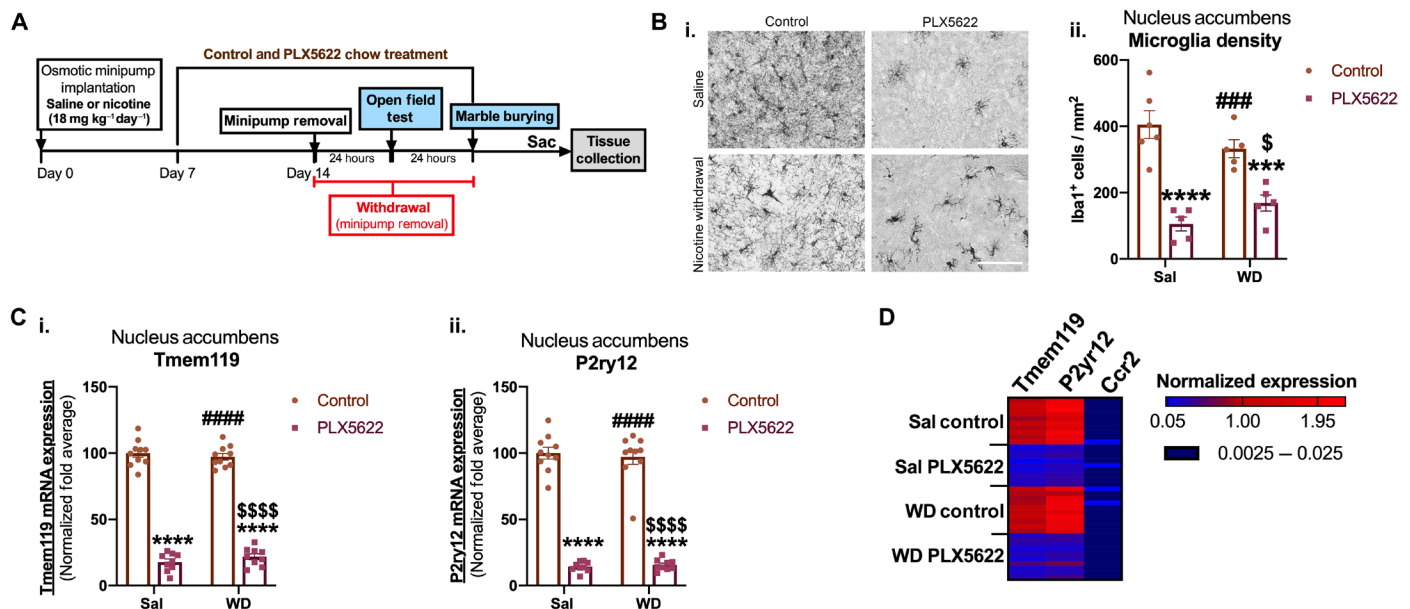 A
Control and PLX5622 chow treatment
Osmotic minipump
implantation
Saline or nicotine
(18 mg kg⁻¹ day⁻¹)
Minipump removal
Open field
test
Marble burying
Sac
Tissue
collection
24 hours
24 hours
Day 0
Day 7
Day 14
Withdrawal
(minipump removal)
B
i.
Control
PLX5622
Saline
Nicotine withdrawal
ii.
Nucleus accumbens
Microglia density
Iba1⁺ cells / mm²
600
400
200
0
Control
PLX5622
###
$
***
****
Sal
WD
C
i.
Nucleus accumbens
Tmem119
Tmem119 mRNA expression
(Normalized fold average)
150
100
50
0
Control
PLX5622
####
$$$$
****
****
Sal
WD
ii.
Nucleus accumbens
P2ry12
P2ry12 mRNA expression
(Normalized fold average)
150
100
50
0
Control
PLX5622
####
$$$$
****
****
Sal
WD
D
Tmem119
P2yr12
Ccr2
Sal control
Sal PLX5622
WD control
WD PLX5622
Normalized expression
0.05
1.00
1.95
0.0025 – 0.025